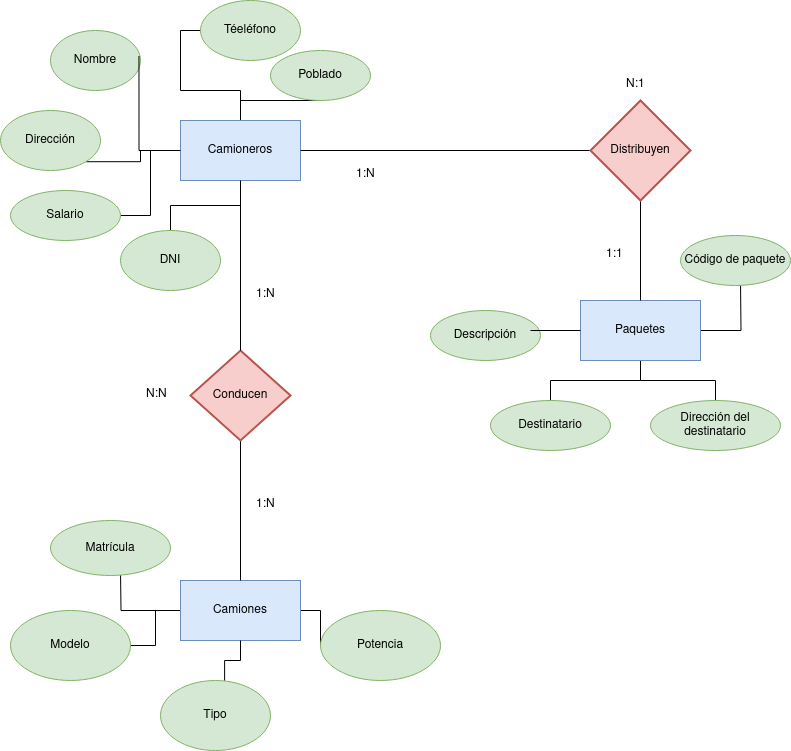 Téeléfono
Nombre
Poblado
N:1
Dirección
Camioneros
Distribuyen
1:N
Salario
DNI
1:1
Código de paquete
1:N
Descripción
Paquetes
N:N
Conducen
Destinatario
Dirección del
destinatario
1:N
Matrícula
Camiones
Modelo
Potencia
Tipo